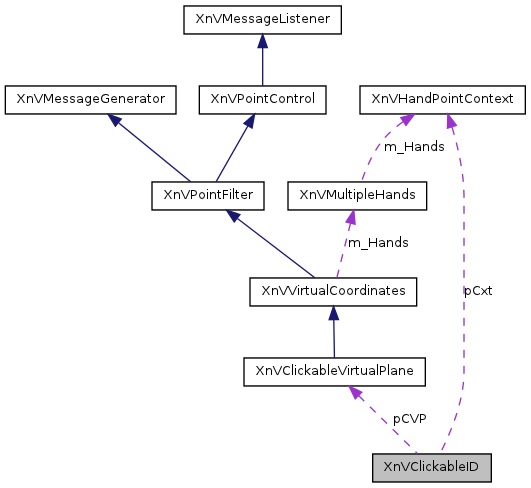 XnVMessageListener
XnVMessageGenerator
XnVPointControl
XnVHandPointContext
m_Hands
XnVPointFilter
XnVMultipleHands
m_Hands
XnVVirtualCoordinates
pCxt
XnVClickableVirtualPlane
pCVP
XnVClickableID